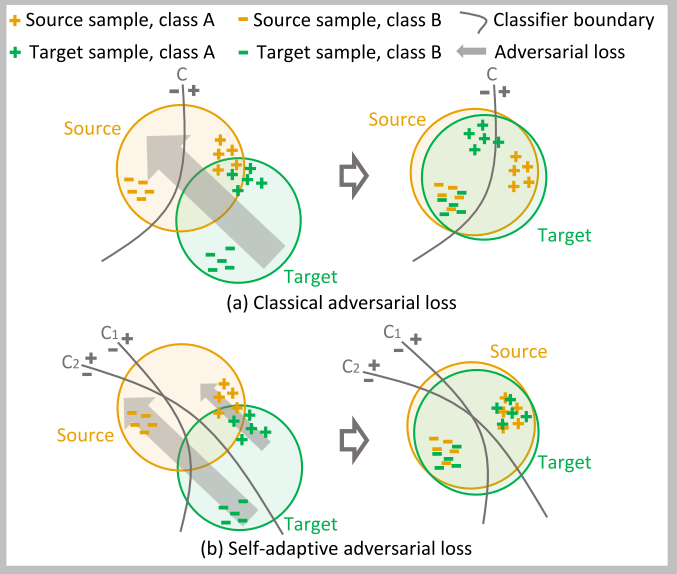 + Source sample, class A - Source sample, class B Classifier boundary
+ Target sample, class A - Target sample, class B Adversarial loss
C C
- + - +
Source Source
Target Target
(a) Classical adversarial loss
C1 + C1 +
C2 + - C2 + -
- -
Source
Source
Target
Target
(b) Self-adaptive adversarial loss